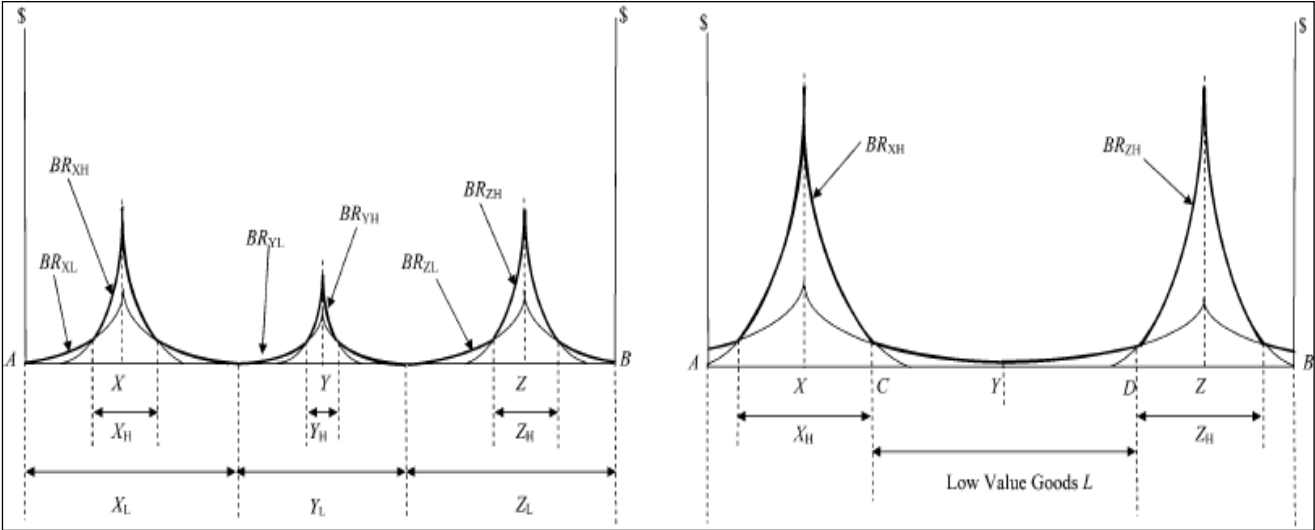 $ $
BR_XH
BR_ZH
BR_YH
BR_YL
BR_XL
BR_ZL
A B
X Y Z
X_H Y_H Z_H
X_L Y_L Z_L
$ $
BR_XH BR_ZH
A B
X C Y D Z
X_H Z_H
Low Value Goods L